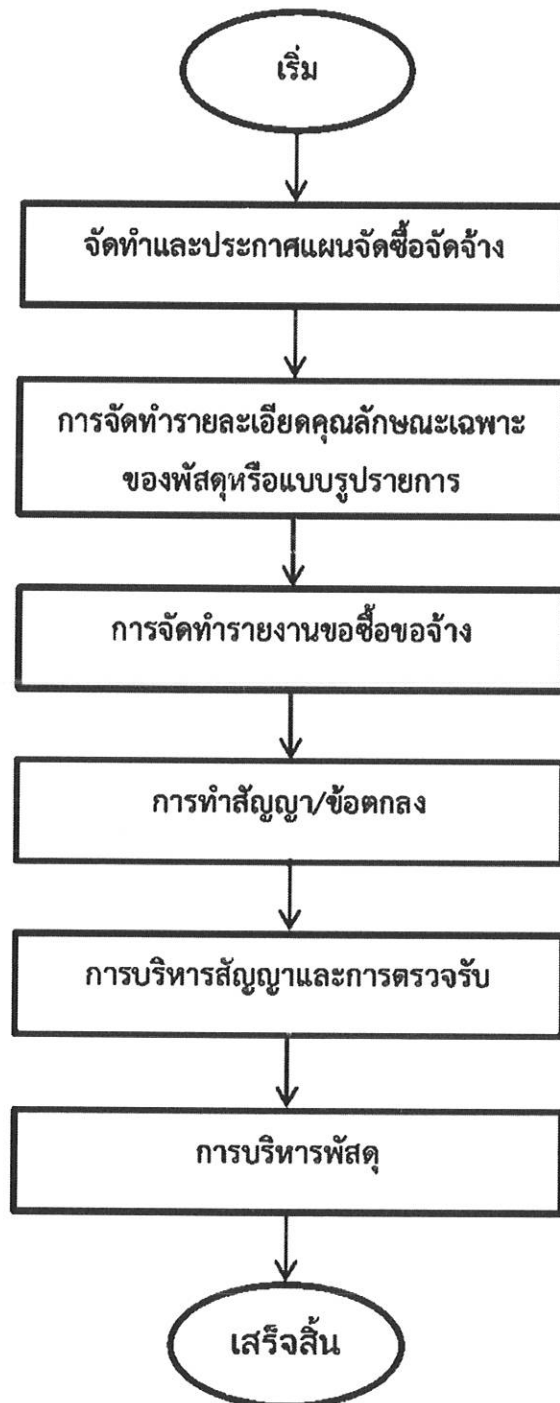 เริ่ม
จัดทำและประกาศแผนจัดซื้อจัดจ้าง
การจัดทำรายละเอียดคุณลักษณะเฉพาะ
ของพัสดุหรือแบบรูปรายการ
การจัดทำรายงานขอซื้อขอจ้าง
การทำสัญญา/ข้อตกลง
การบริหารสัญญาและการตรวจรับ
การบริหารพัสดุ
เสร็จสิ้น